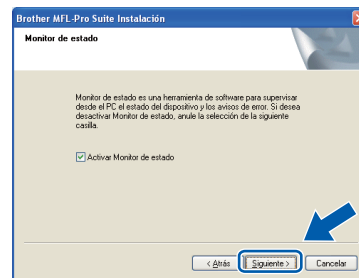 Brother MFL-Pro Suite Instalación
Monitor de estado
Monitor de estado es una herramienta de software para supervisar
desde el PC el estado del dispositivo y los avisos de error. Si desea
desactivar Monitor de estado, anule la selección de la siguiente
casilla.
Activar Monitor de estado
< Atrás
Siguiente >
Cancelar